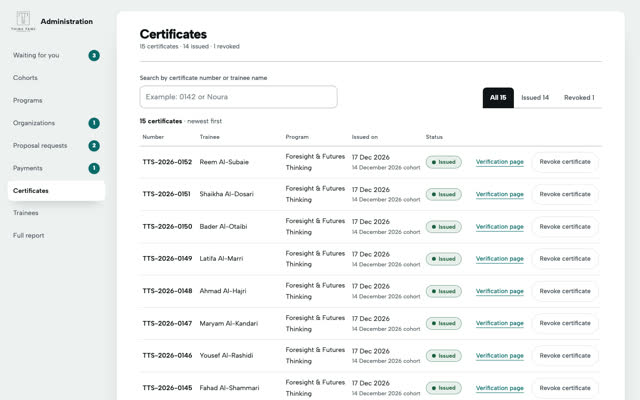 THINK TANK
Administration
Waiting for you 3
Cohorts
Programs
Organizations 1
Proposal requests 2
Payments 1
Certificates
Trainees
Full report
Certificates
15 certificates · 14 issued · 1 revoked
Search by certificate number or trainee name
Example: 0142 or Noura
All 15 Issued 14 Revoked 1
15 certificates · newest first
Number Trainee Program Issued on Status
TTS-2026-0152 Reem Al-Subaie Foresight & Futures Thinking 17 Dec 2026 14 December 2026 cohort Issued Verification page Revoke certificate
TTS-2026-0151 Shaikha Al-Dosari Foresight & Futures Thinking 17 Dec 2026 14 December 2026 cohort Issued Verification page Revoke certificate
TTS-2026-0150 Bader Al-Otaibi Foresight & Futures Thinking 17 Dec 2026 14 December 2026 cohort Issued Verification page Revoke certificate
TTS-2026-0149 Latifa Al-Marri Foresight & Futures Thinking 17 Dec 2026 14 December 2026 cohort Issued Verification page Revoke certificate
TTS-2026-0148 Ahmad Al-Hajri Foresight & Futures Thinking 17 Dec 2026 14 December 2026 cohort Issued Verification page Revoke certificate
TTS-2026-0147 Maryam Al-Kandari Foresight & Futures Thinking 17 Dec 2026 14 December 2026 cohort Issued Verification page Revoke certificate
TTS-2026-0146 Yousef Al-Rashidi Foresight & Futures Thinking 17 Dec 2026 14 December 2026 cohort Issued Verification page Revoke certificate
TTS-2026-0145 Fahad Al-Shammari Foresight & Futures Thinking 17 Dec 2026 14 December 2026 cohort Issued Verification page Revoke certificate